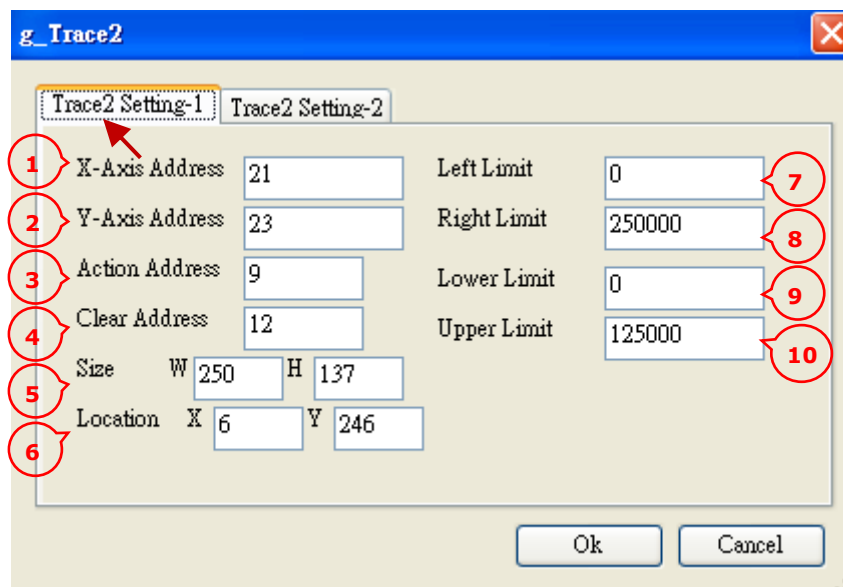 g_Trace2
Trace2 Setting-1 Trace2 Setting-2
1 X-Axis Address 21 Left Limit 0 7
2 Y-Axis Address 23 Right Limit 250000 8
3 Action Address 9 Lower Limit 0 9
4 Clear Address 12 Upper Limit 125000 10
5 Size W 250 H 137
6 Location X 6 Y 246
Ok Cancel